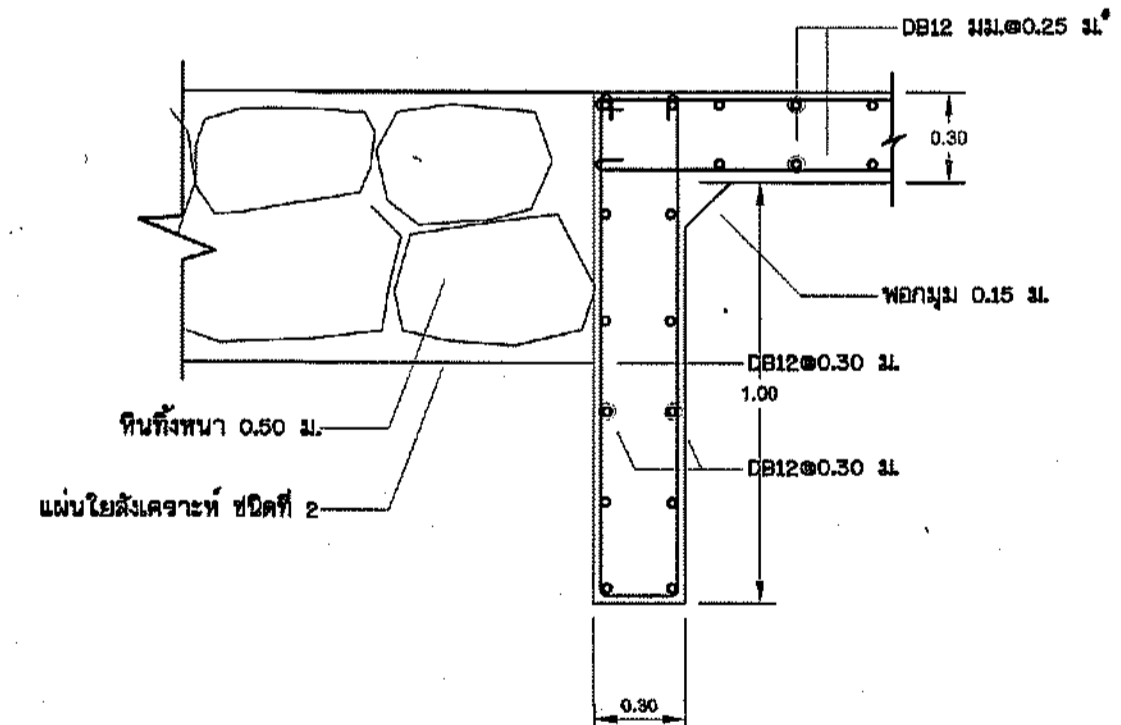 DB12 มม.@0.25 ม.#
0.30
พอกมุม 0.15 ม.
DB12@0.30 ม.
1.00
หินทิ้งหนา 0.50 ม.
DB12@0.30 ม.
แผ่นใยสังเคราะห์ ชนิดที่ 2
0.30